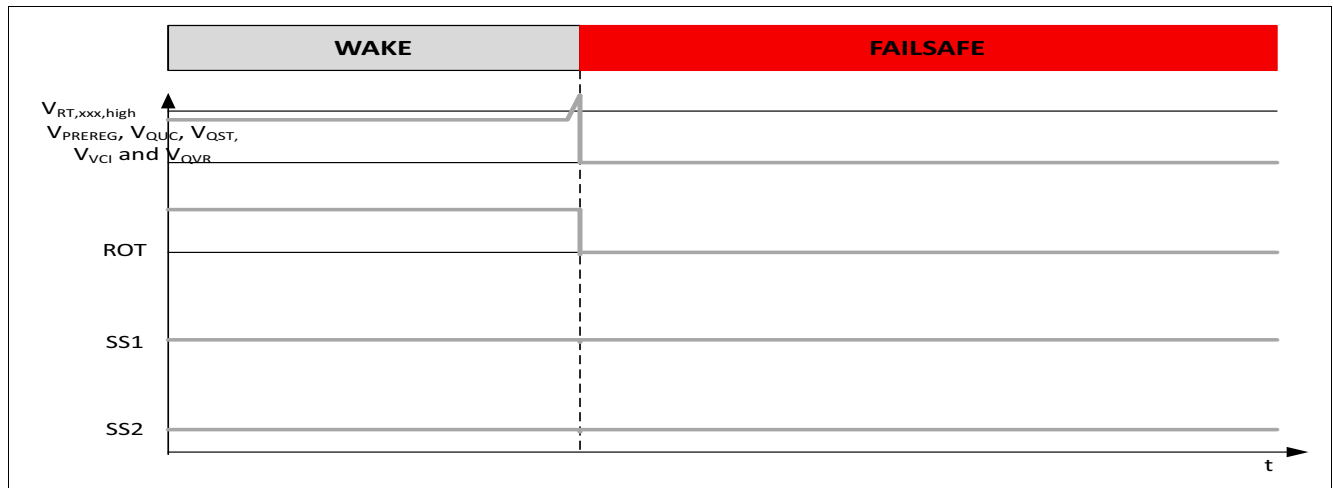 WAKE FAILSAFE
VRT,xxx,high
VPREREG, VQUC, VQST,
VVCI and VQVR
ROT
SS1
SS2
t